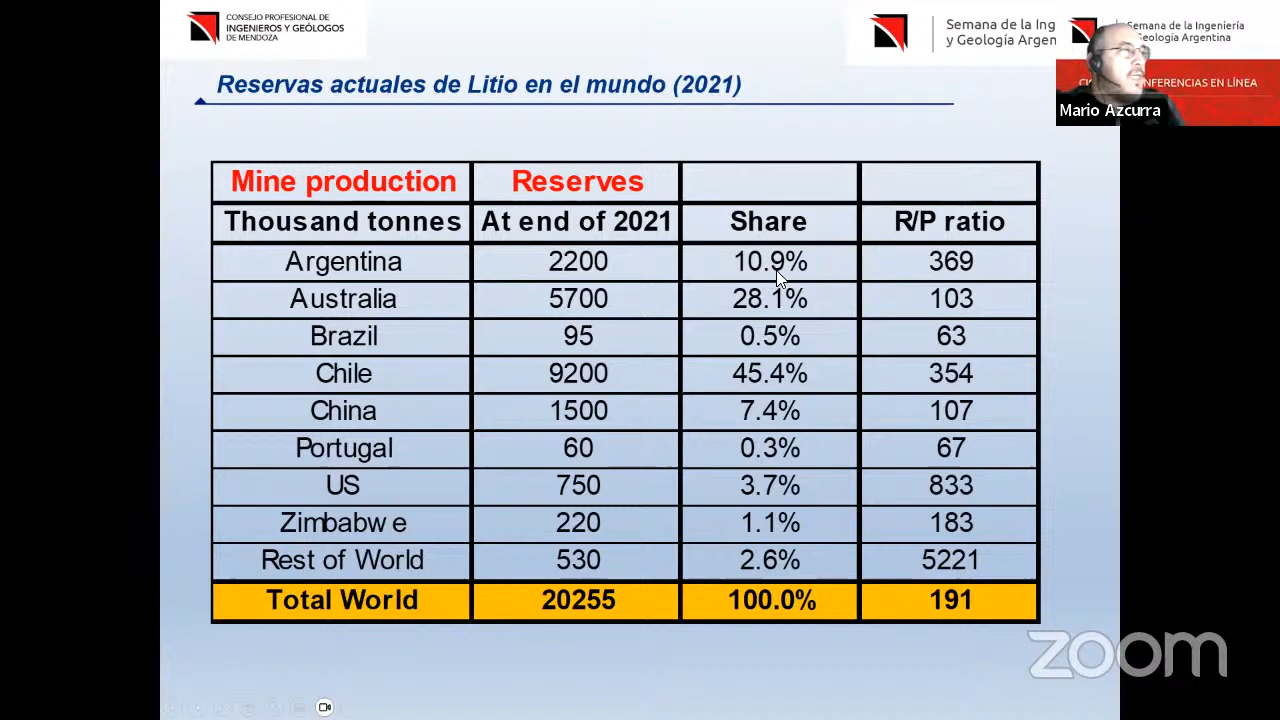 CONSEJO PROFESIONAL DE
INGENIEROS Y GEÓLOGOS
DE MENDOZA
Semana de la Ing
y Geología Argen
Semana de la Ingeniería
Geología Argentina
NFERENCIAS EN LÍNEA
Mario Azcurra
Reservas actuales de Litio en el mundo (2021)
Mine production Reserves
Thousand tonnes At end of 2021 Share R/P ratio
Argentina 2200 10.9% 369
Australia 5700 28.1% 103
Brazil 95 0.5% 63
Chile 9200 45.4% 354
China 1500 7.4% 107
Portugal 60 0.3% 67
US 750 3.7% 833
Zimbabwe 220 1.1% 183
Rest of World 530 2.6% 5221
Total World 20255 100.0% 191
zoom